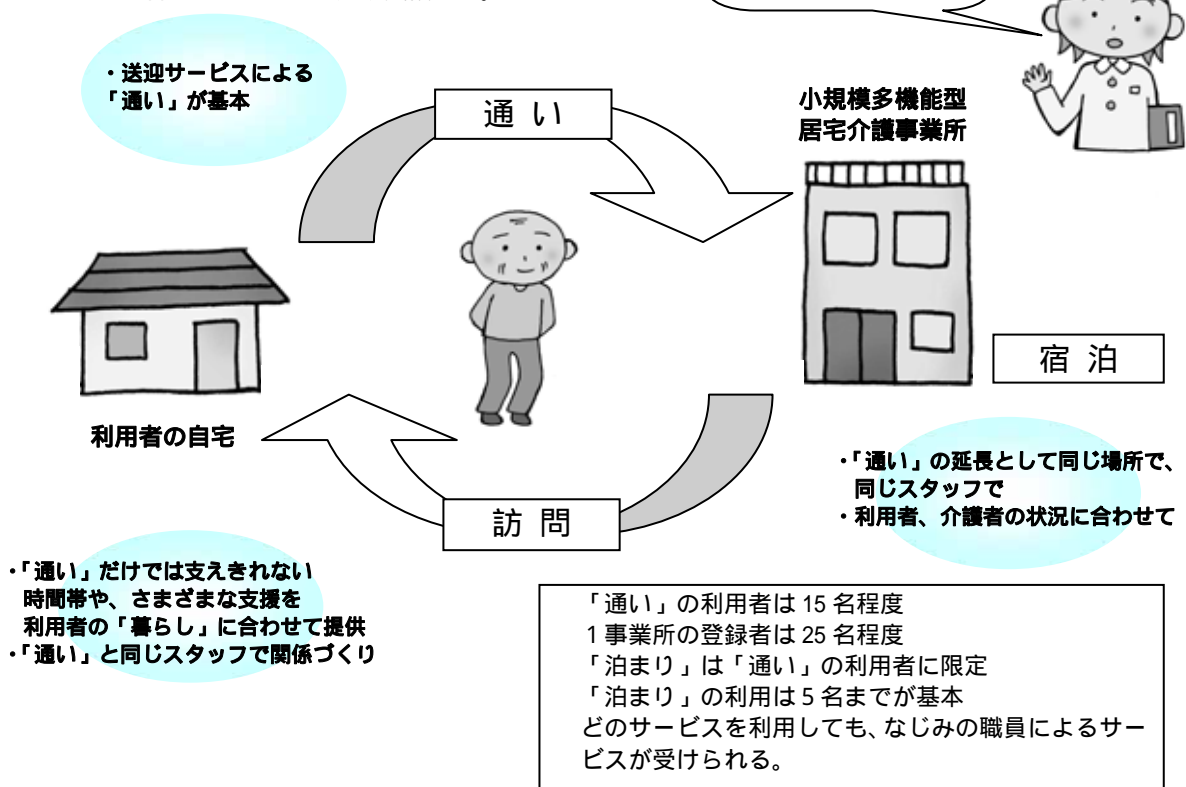 ・送迎サービスによる
「通い」が基本
通 い
小規模多機能型
居宅介護事業所
宿 泊
利用者の自宅
・「通い」の延長として同じ場所で、
同じスタッフで
・利用者、介護者の状況に合わせて
訪 問
・「通い」だけでは支えきれない
時間帯や、さまざまな支援を
利用者の「暮らし」に合わせて提供
・「通い」と同じスタッフで関係づくり
「通い」の利用者は 15 名程度
1 事業所の登録者は 25 名程度
「泊まり」は「通い」の利用者に限定
「泊まり」の利用は 5 名までが基本
どのサービスを利用しても、なじみの職員によるサー
ビスが受けられる。